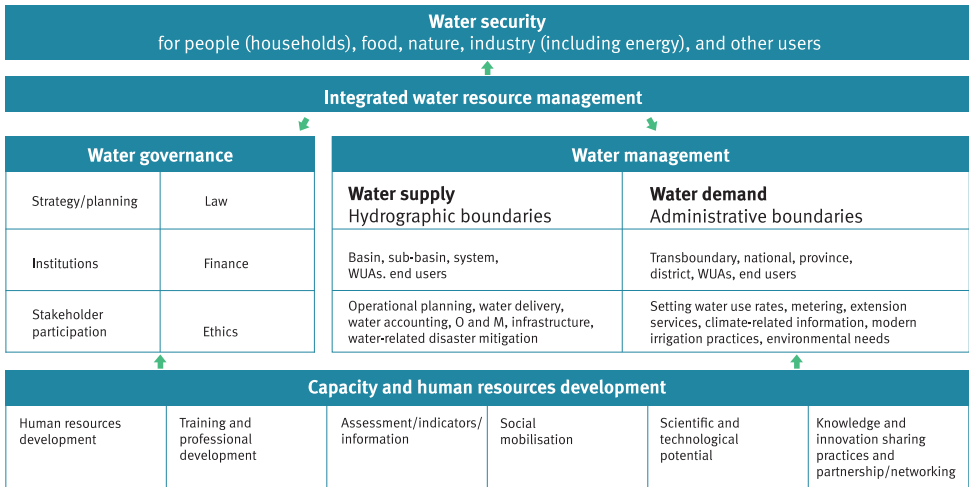 Water security
for people (households), food, nature, industry (including energy), and other users
Integrated water resource management
Water governance
Strategy/planning
Law
Institutions
Finance
Stakeholder
participation
Ethics
Water management
Water supply
Hydrographic boundaries
Water demand
Administrative boundaries
Basin, sub-basin, system,
WUAs. end users
Transboundary, national, province,
district, WUAs, end users
Operational planning, water delivery,
water accounting, O and M, infrastructure,
water-related disaster mitigation
Setting water use rates, metering, extension
services, climate-related information, modern
irrigation practices, environmental needs
Capacity and human resources development
Human resources
development
Training and
professional
development
Assessment/indicators/
information
Social
mobilisation
Scientific and
technological
potential
Knowledge and
innovation sharing
practices and
partnership/networking